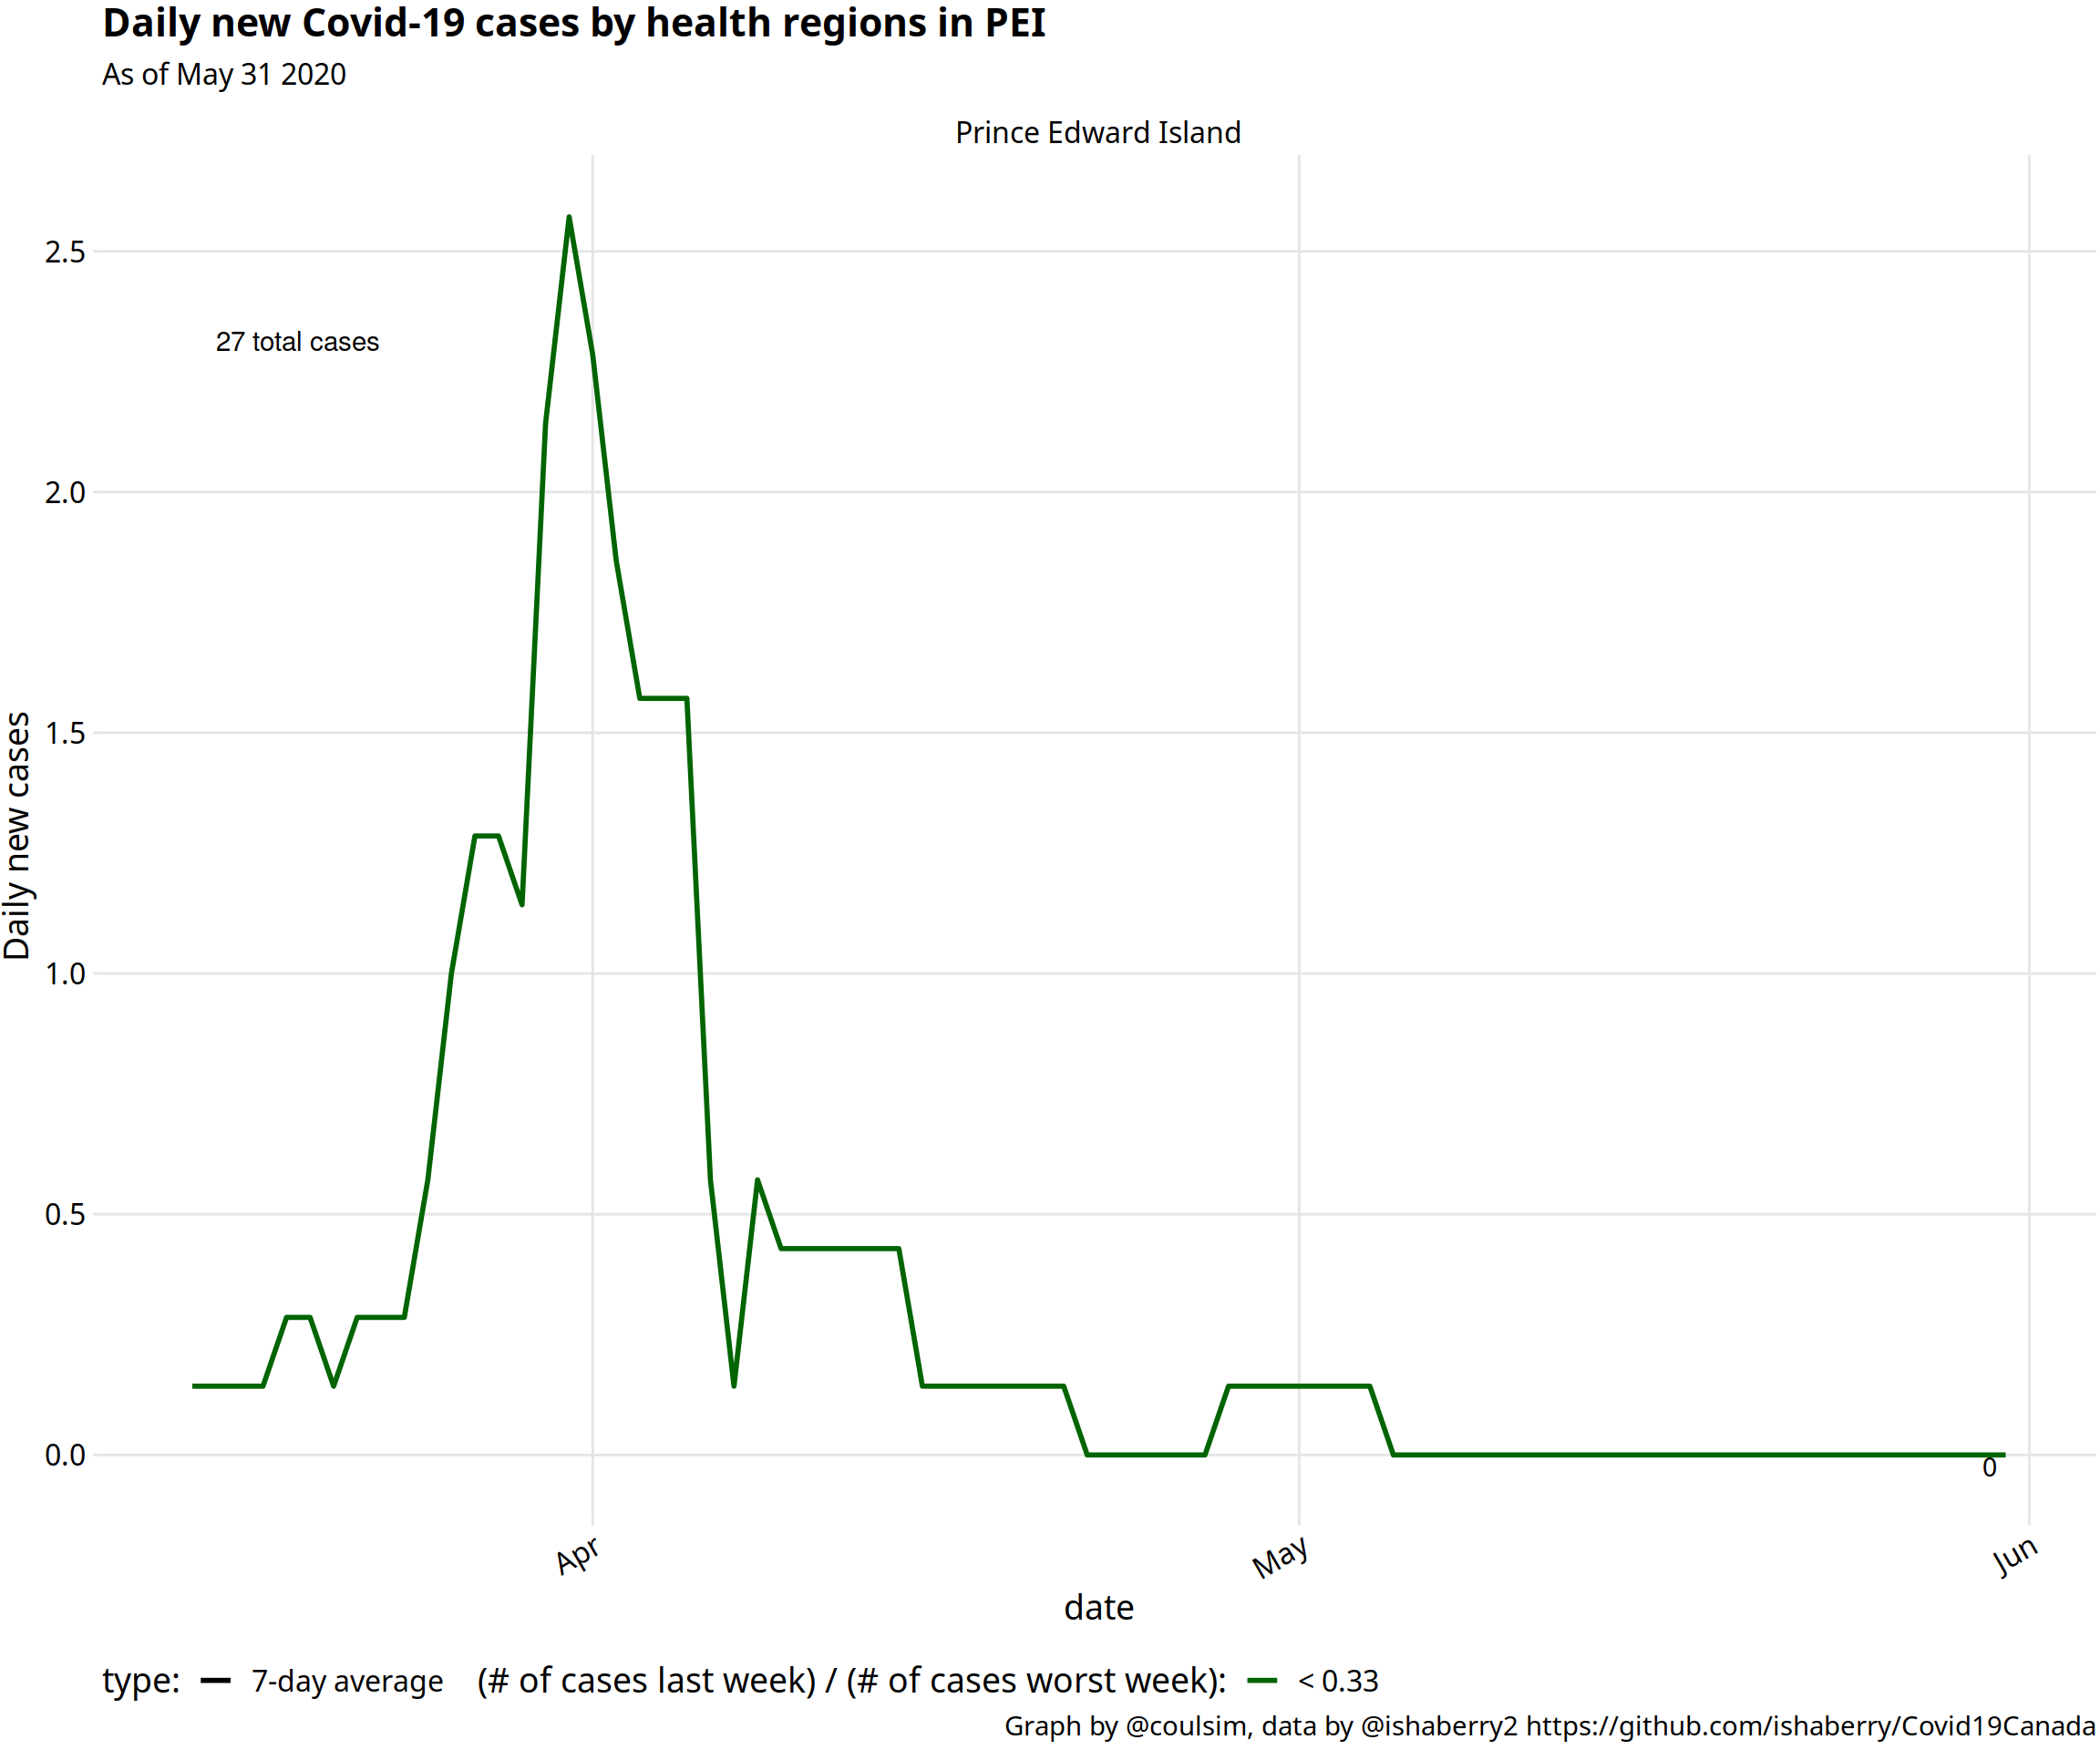 Daily new Covid-19 cases by health regions in PEI
As of May 31 2020
Prince Edward Island
2.5
27 total cases
2.0
1.5
Daily new cases
1.0
0.5
0.0
0
Apr
May
Jun
date
type: 7-day average (# of cases last week) / (# of cases worst week): < 0.33
Graph by @coulsim, data by @ishaberry2 https://github.com/ishaberry/Covid19Canada